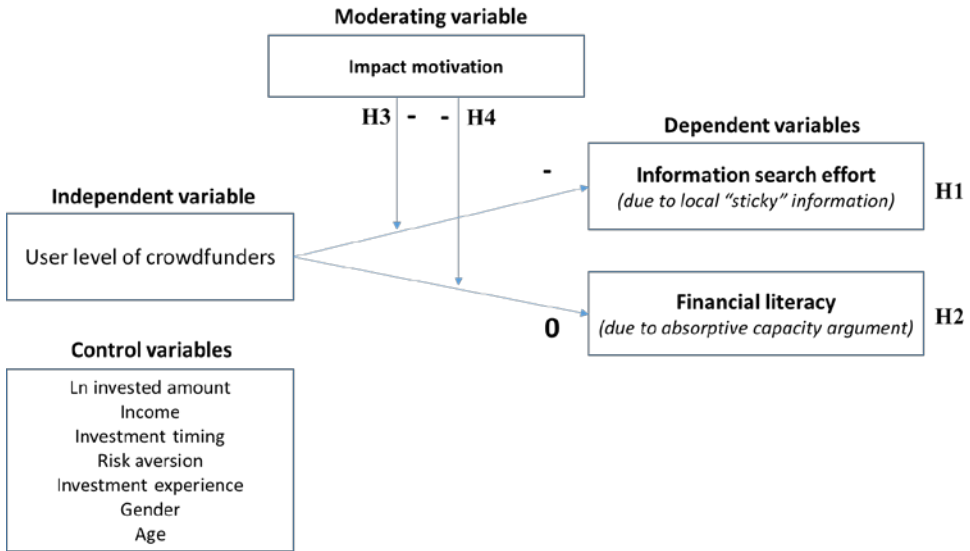 Moderating variable
Impact motivation
H3 - - H4
Dependent variables
-
Information search effort
(due to local “sticky” information)
H1
Independent variable
User level of crowdfunders
Financial literacy
(due to absorptive capacity argument)
H2
0
Control variables
Ln invested amount
Income
Investment timing
Risk aversion
Investment experience
Gender
Age